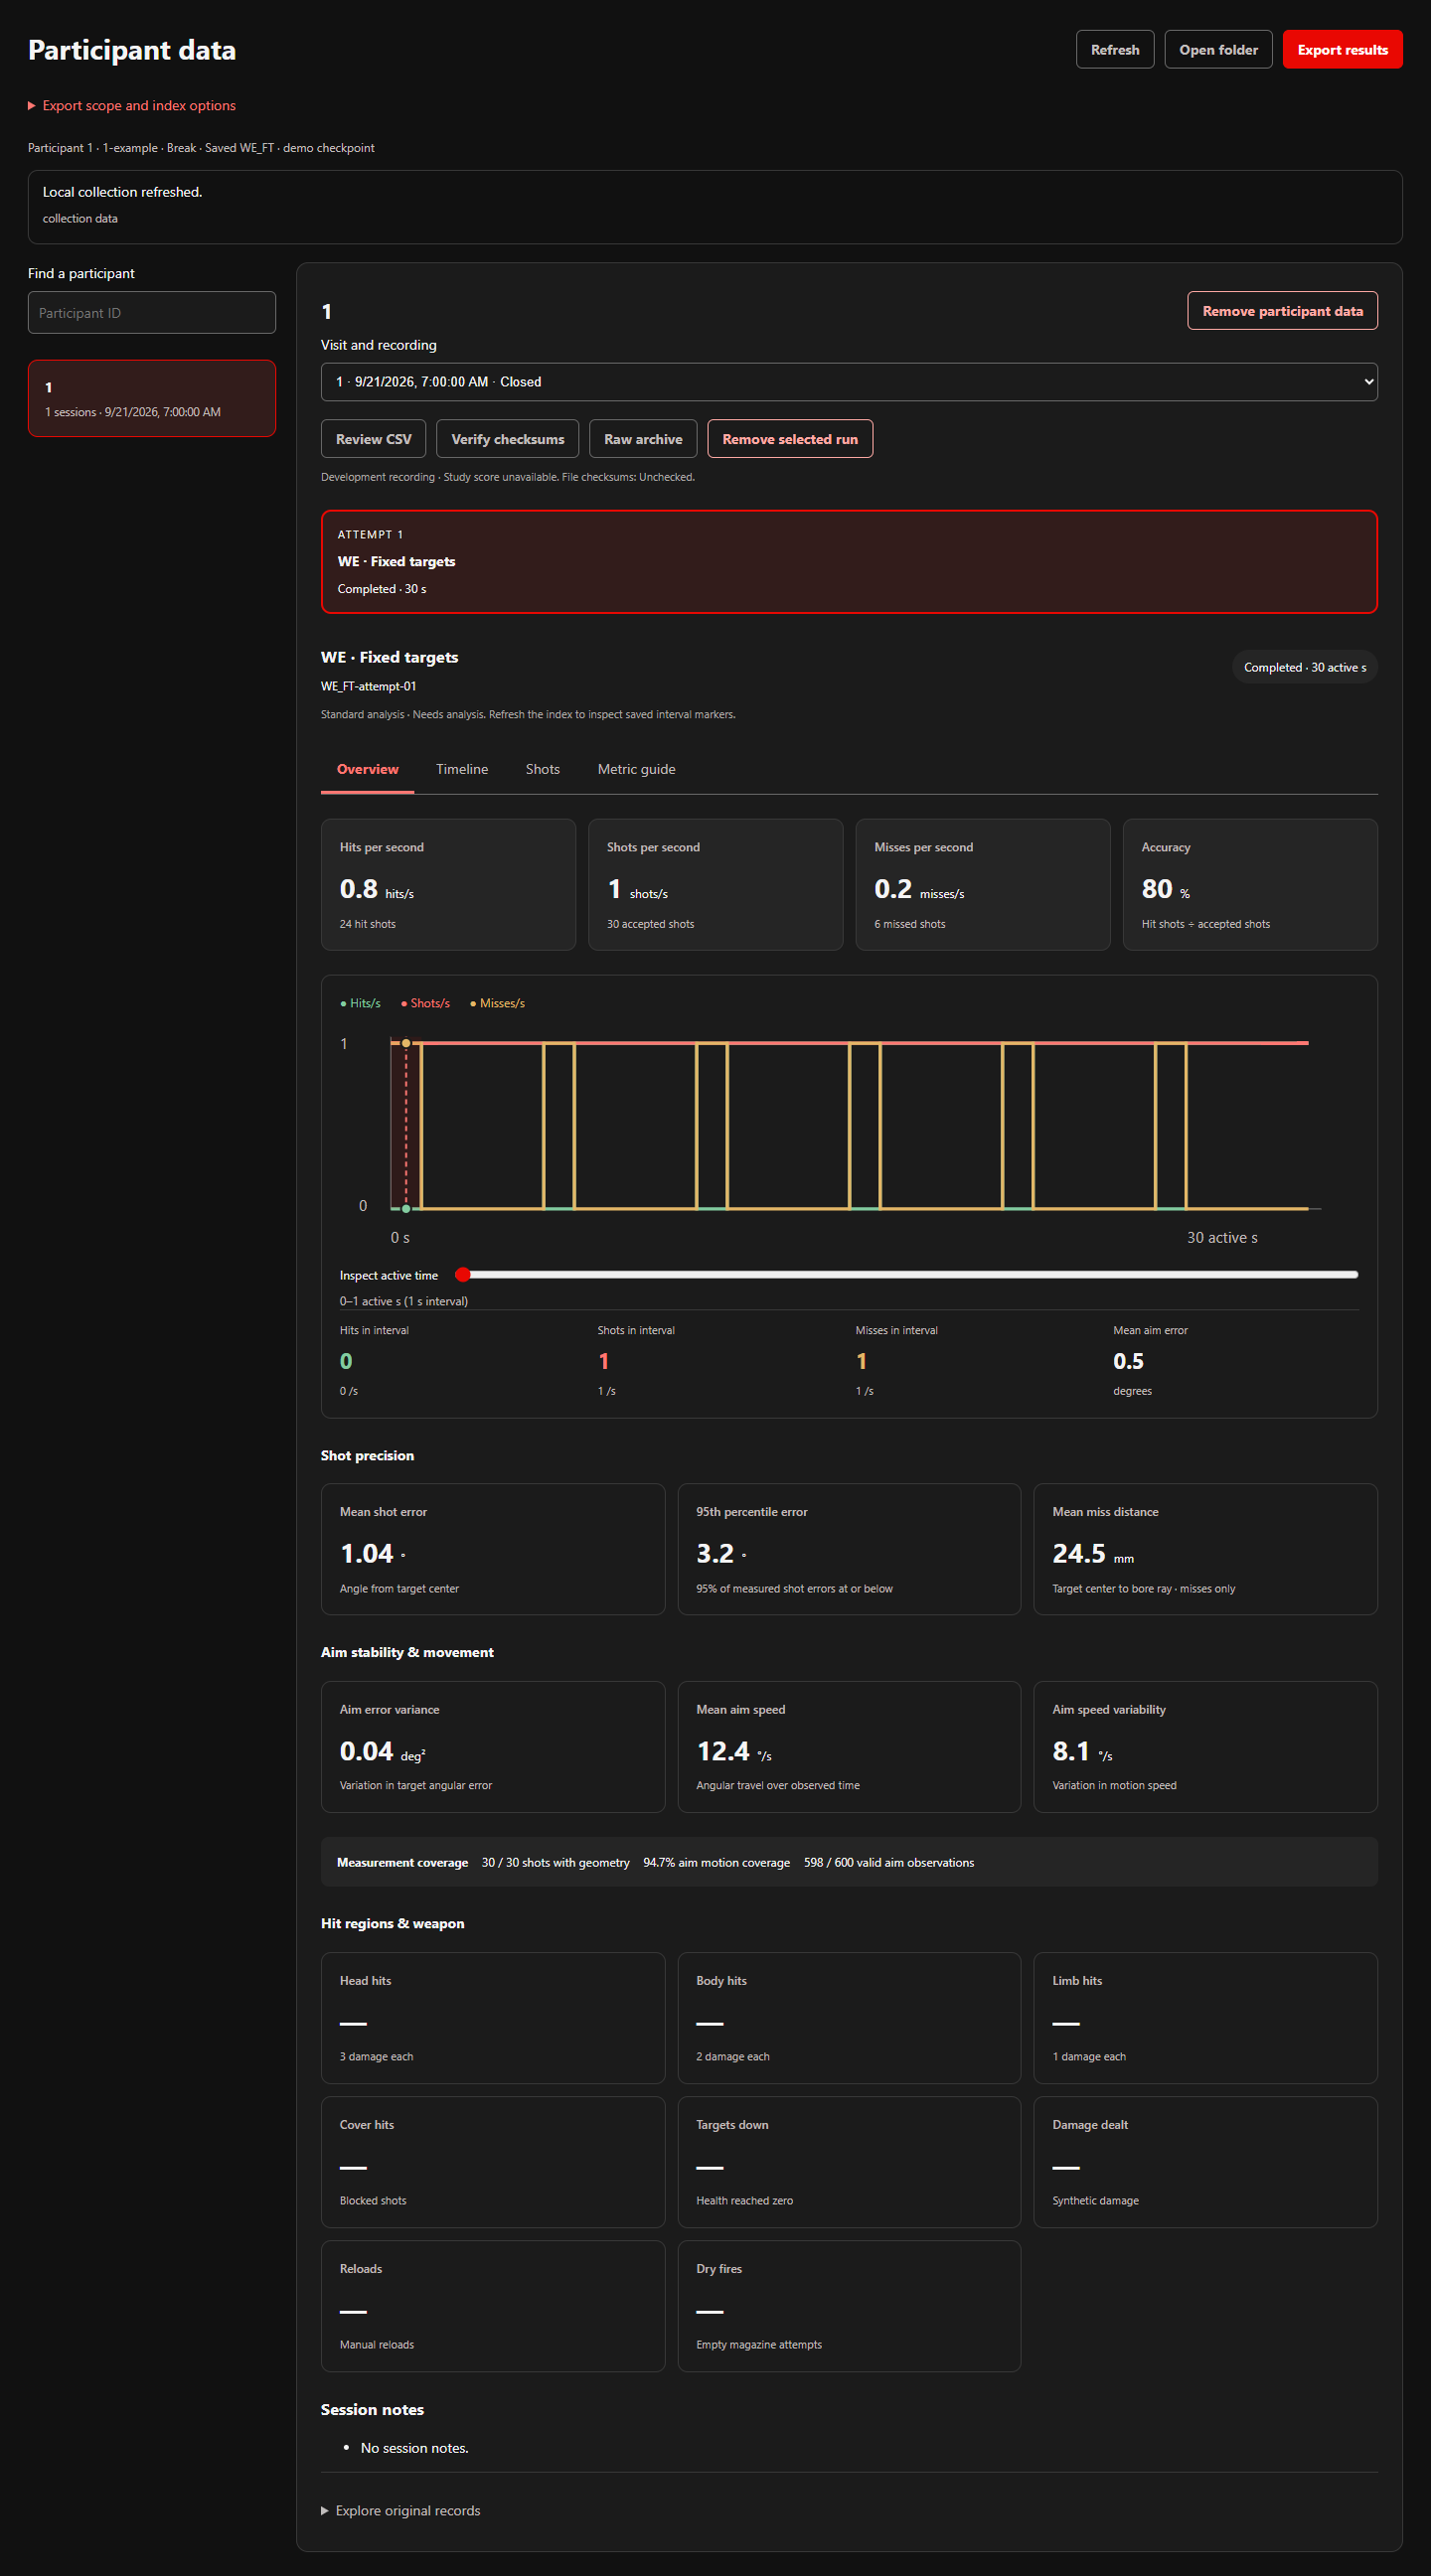 Participant data
Refresh
Open folder
Export results
▶ Export scope and index options
Participant 1 · 1-example · Break · Saved WE_FT · demo checkpoint
Local collection refreshed.
collection data
Find a participant
Participant ID
1
1 sessions · 9/21/2026, 7:00:00 AM
1
Remove participant data
Visit and recording
1 · 9/21/2026, 7:00:00 AM · Closed
Review CSV
Verify checksums
Raw archive
Remove selected run
Development recording · Study score unavailable. File checksums: Unchecked.
ATTEMPT 1
WE · Fixed targets
Completed · 30 s
WE · Fixed targets
Completed · 30 active s
WE_FT-attempt-01
Standard analysis · Needs analysis. Refresh the index to inspect saved interval markers.
Overview
Timeline
Shots
Metric guide
Hits per second
0.8 hits/s
24 hit shots
Shots per second
1 shots/s
30 accepted shots
Misses per second
0.2 misses/s
6 missed shots
Accuracy
80 %
Hit shots ÷ accepted shots
● Hits/s ● Shots/s ● Misses/s
1
0
0 s
30 active s
Inspect active time
0–1 active s (1 s interval)
Hits in interval
0
0 /s
Shots in interval
1
1 /s
Misses in interval
1
1 /s
Mean aim error
0.5
degrees
Shot precision
Mean shot error
1.04 °
Angle from target center
95th percentile error
3.2 °
95% of measured shot errors at or below
Mean miss distance
24.5 mm
Target center to bore ray · misses only
Aim stability & movement
Aim error variance
0.04 deg²
Variation in target angular error
Mean aim speed
12.4 °/s
Angular travel over observed time
Aim speed variability
8.1 °/s
Variation in motion speed
Measurement coverage 30 / 30 shots with geometry 94.7% aim motion coverage 598 / 600 valid aim observations
Hit regions & weapon
Head hits
—
3 damage each
Body hits
—
2 damage each
Limb hits
—
1 damage each
Cover hits
—
Blocked shots
Targets down
—
Health reached zero
Damage dealt
—
Synthetic damage
Reloads
—
Manual reloads
Dry fires
—
Empty magazine attempts
Session notes
• No session notes.
▶ Explore original records